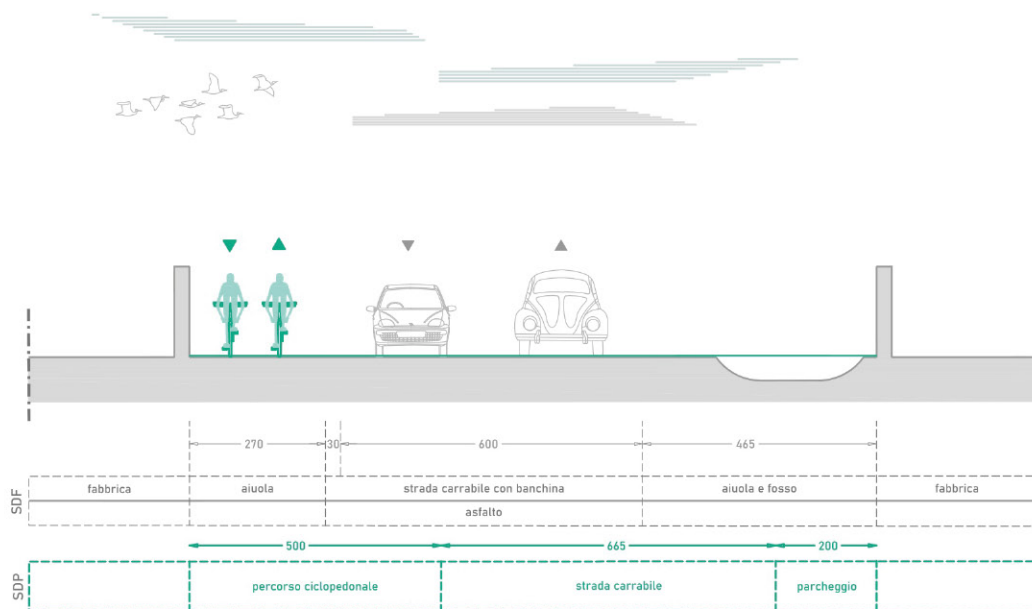 270 30 600 465
SDF
fabbrica aiuola strada carrabile con banchina aiuola e fosso fabbrica
asfalto
500 665 200
SDP
percorso ciclopedonale strada carrabile parcheggio